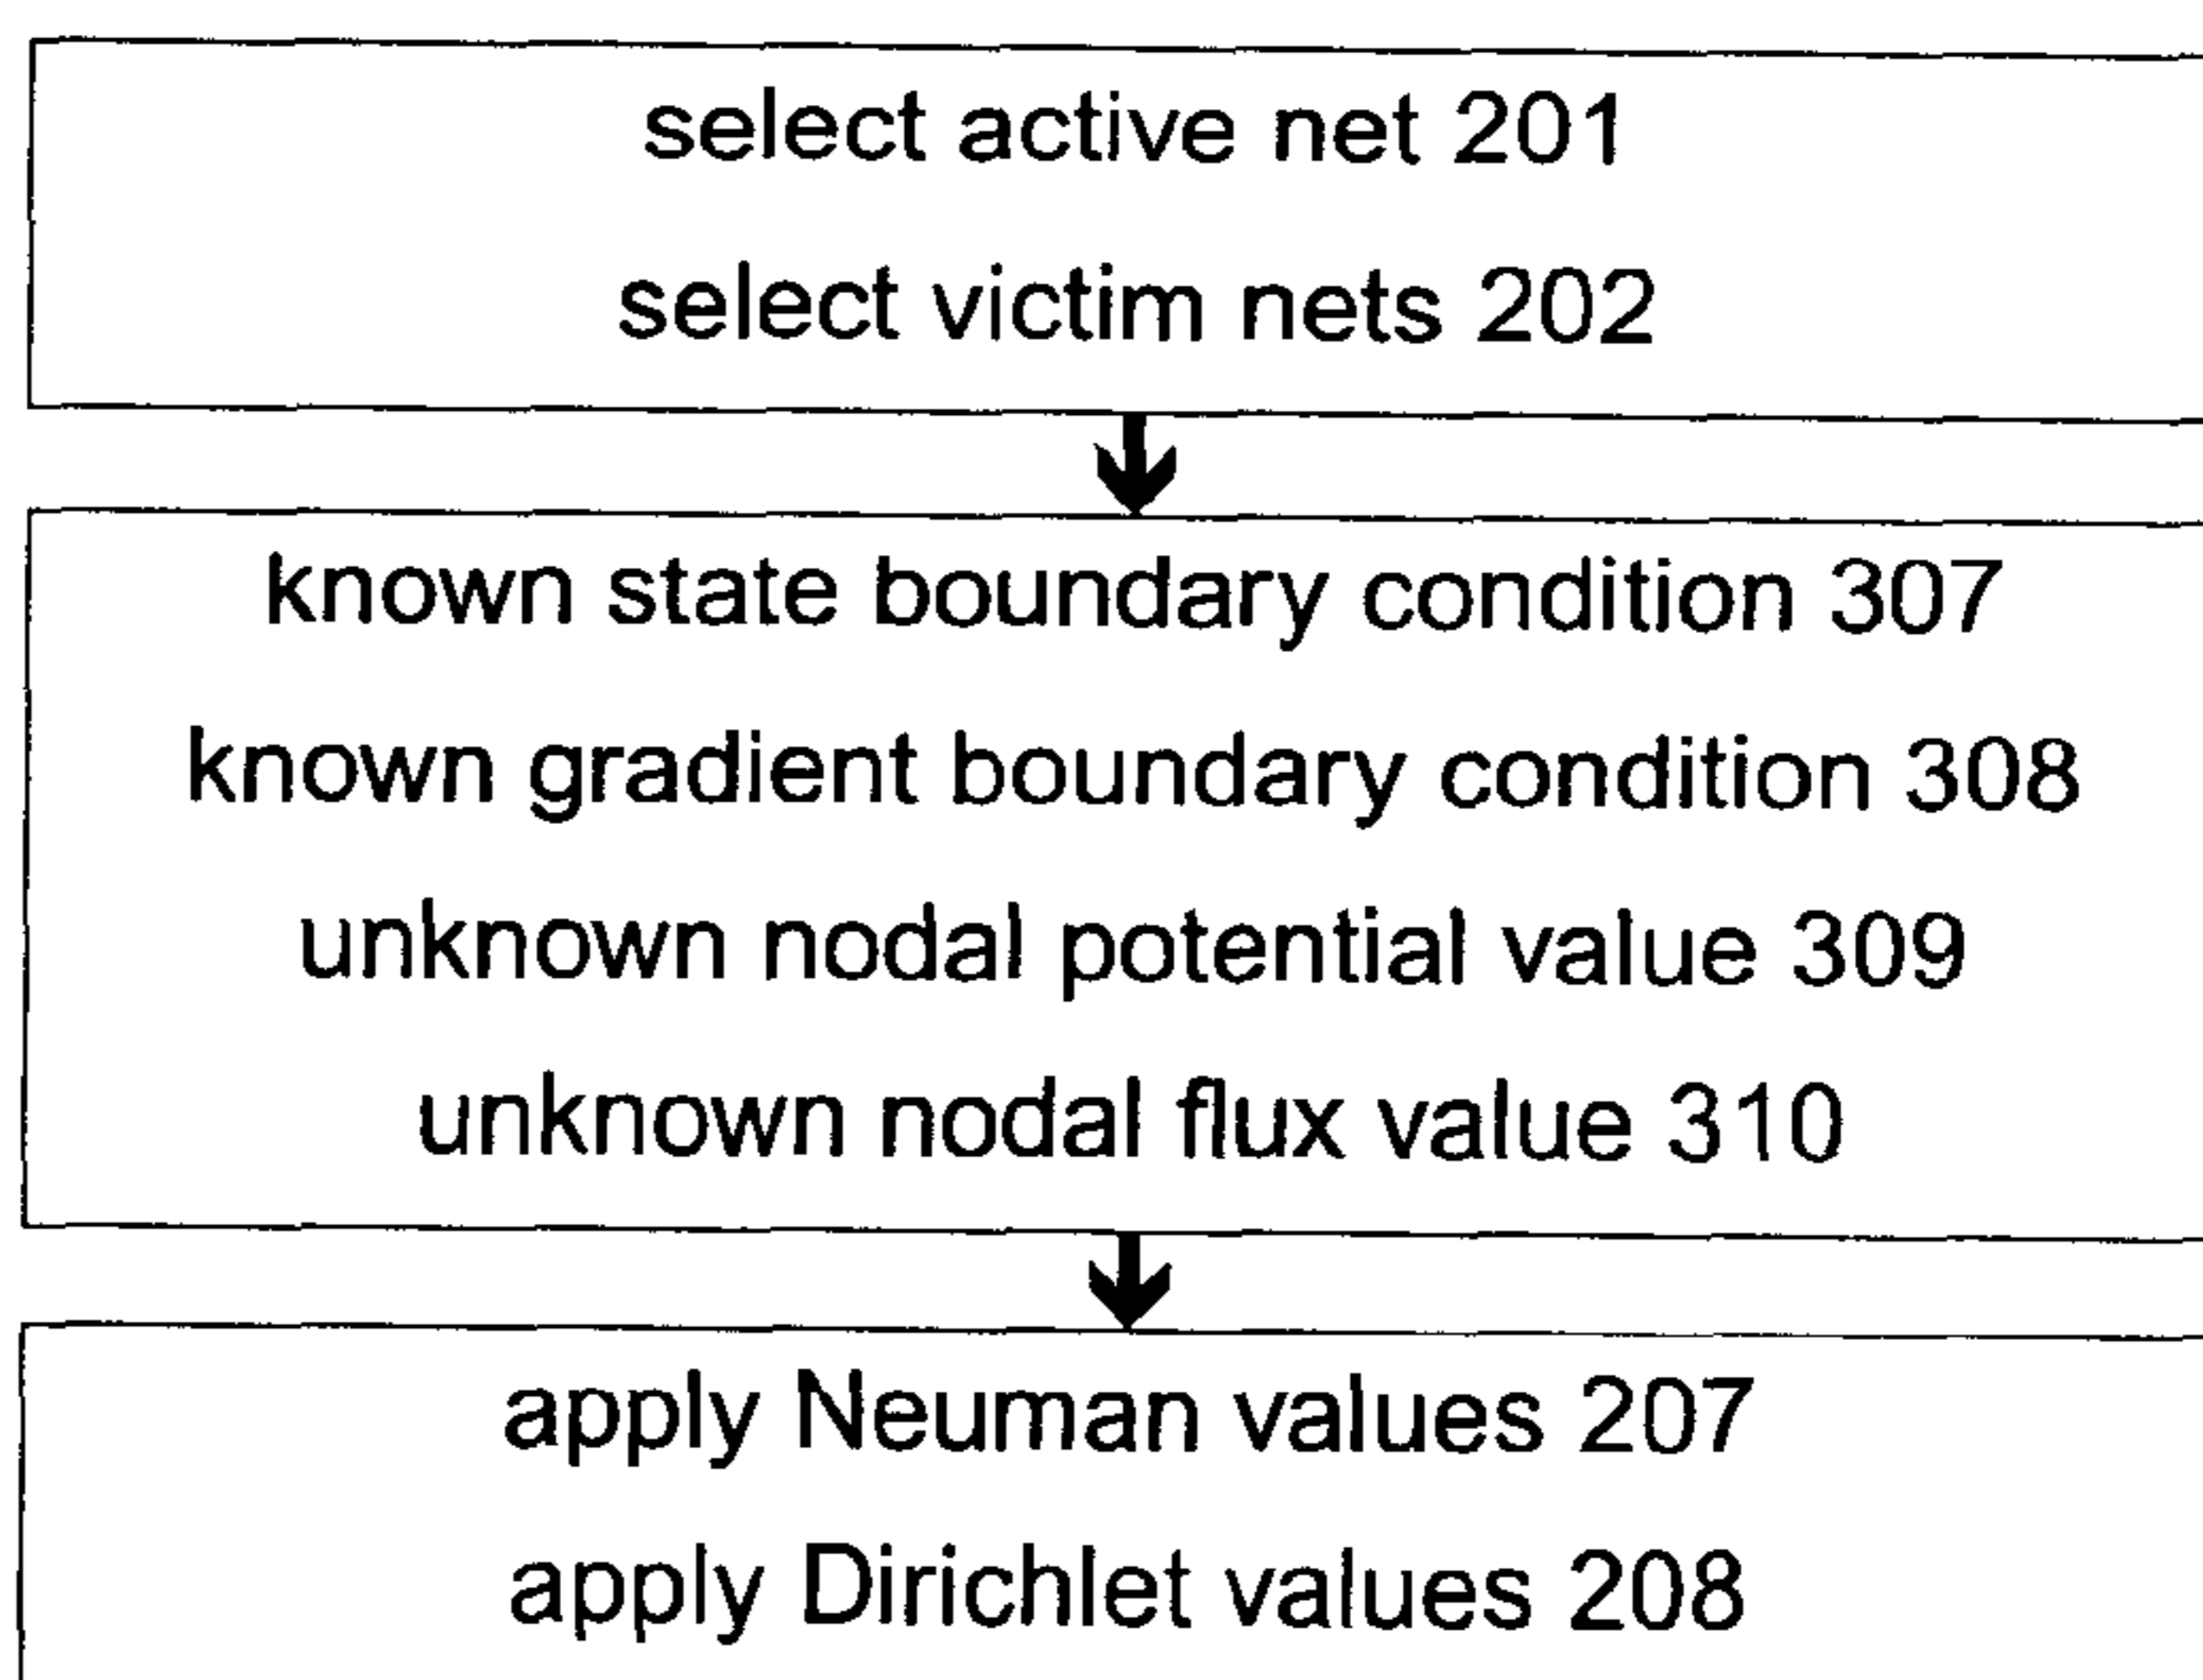 select active net 201
select victim nets 202
known state boundary condition 307
known gradient boundary condition 308
unknown nodal potential value 309
unknown nodal flux value 310
apply Neuman values 207
apply Dirichlet values 208